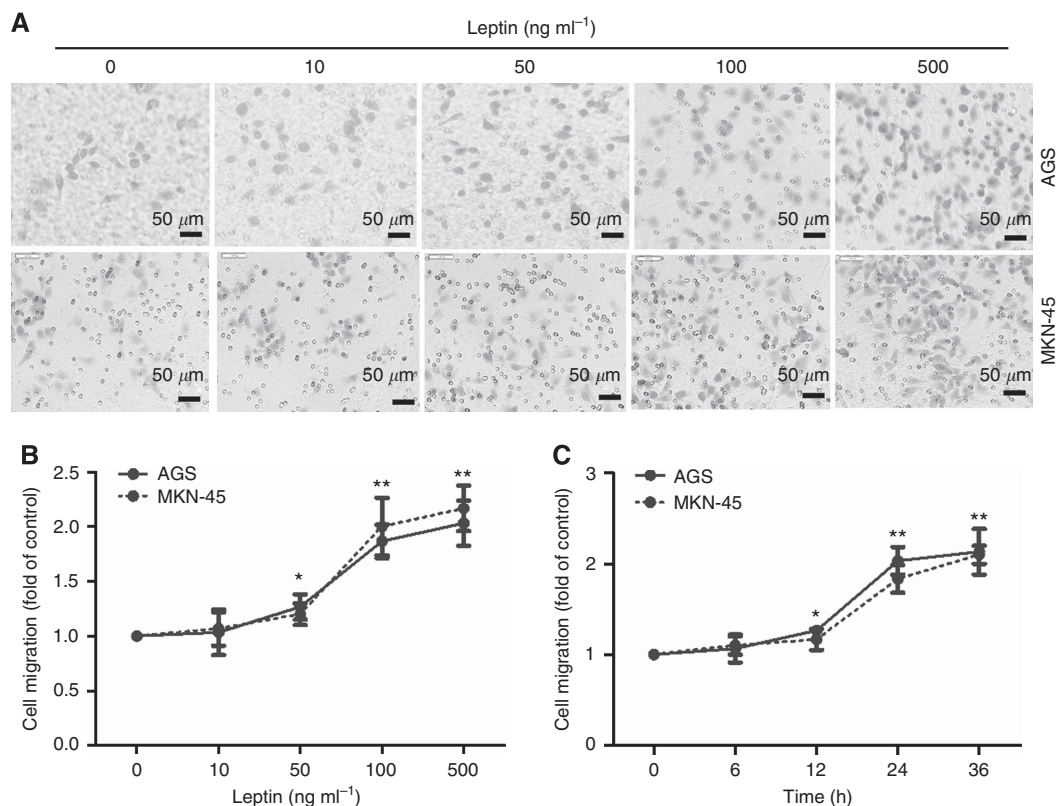 A
Leptin (ng ml⁻¹)
0 10 50 100 500
50 μm 50 μm 50 μm 50 μm 50 μm
AGS
50 μm 50 μm 50 μm 50 μm 50 μm
MKN-45
B
AGS
MKN-45
Cell migration (fold of control)
2.5
2.0
1.5
1.0
0.5
0.0
* ** **
0 10 50 100 500
Leptin (ng ml⁻¹)
C
AGS
MKN-45
Cell migration (fold of control)
3
2
1
0
* ** **
0 6 12 24 36
Time (h)